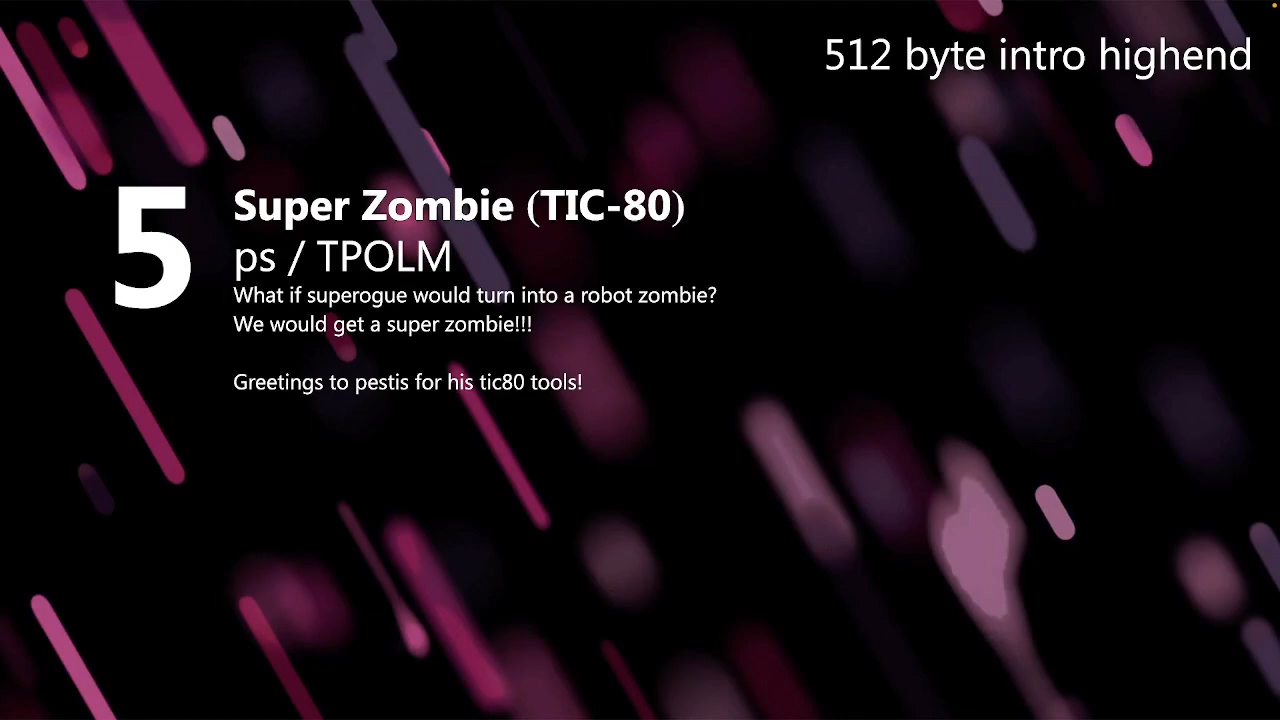 512 byte intro highend
5
Super Zombie (TIC-80)
ps / TPOLM
What if superogue would turn into a robot zombie?
We would get a super zombie!!!
Greetings to pestis for his tic80 tools!